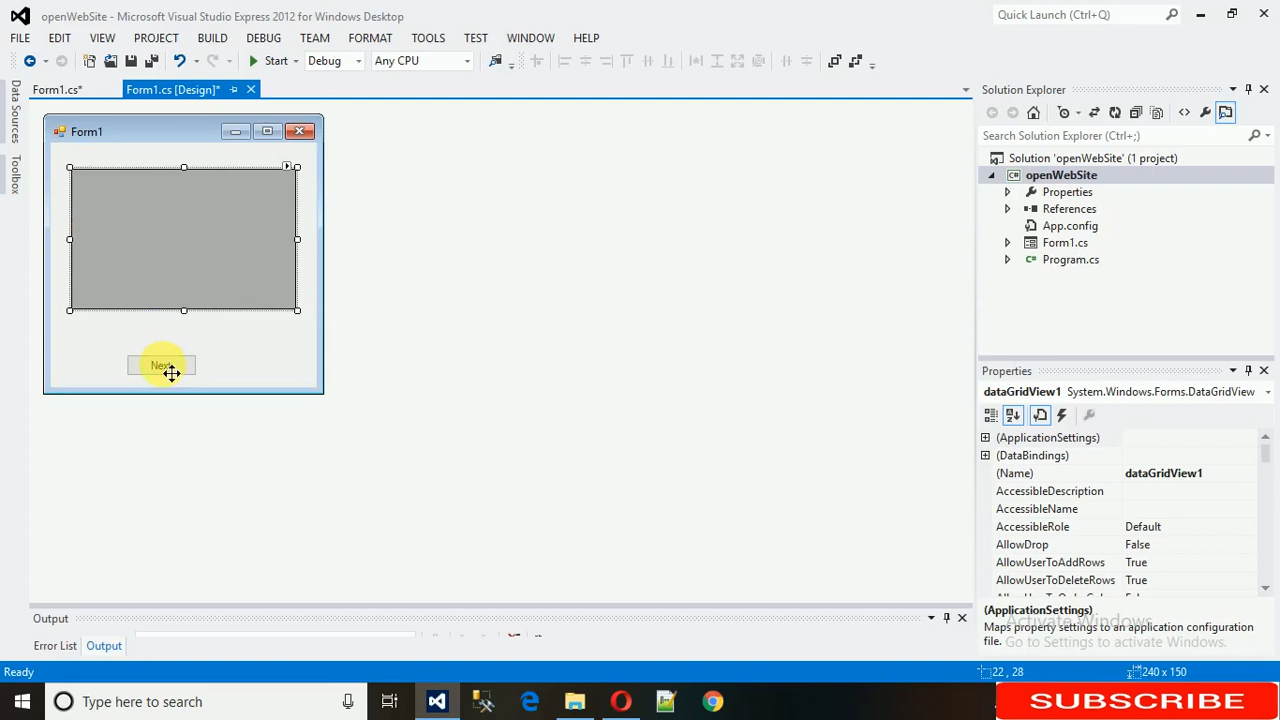 openWebSite - Microsoft Visual Studio Express 2012 for Windows Desktop
Quick Launch (Ctrl+Q)
FILE EDIT VIEW PROJECT BUILD DEBUG TEAM FORMAT TOOLS TEST WINDOW HELP
Start Debug Any CPU
Form1.cs* Form1.cs [Design]*
Data Sources
Toolbox
Form1
Next
Solution Explorer
Search Solution Explorer (Ctrl+;)
Solution 'openWebSite' (1 project)
C# openWebSite
Properties
References
App.config
Form1.cs
C# Program.cs
Properties
dataGridView1 System.Windows.Forms.DataGridView
(ApplicationSettings)
(DataBindings)
(Name) dataGridView1
AccessibleDescription
AccessibleName
AccessibleRole Default
AllowDrop False
AllowUserToAddRows True
AllowUserToDeleteRows True
(ApplicationSettings)
Maps property settings to an application configuration
file.
Activate Windows
Go to Settings to activate Windows.
Output
Error List Output
Ready
22 , 28
240 x 150
Type here to search
SUBSCRIBE